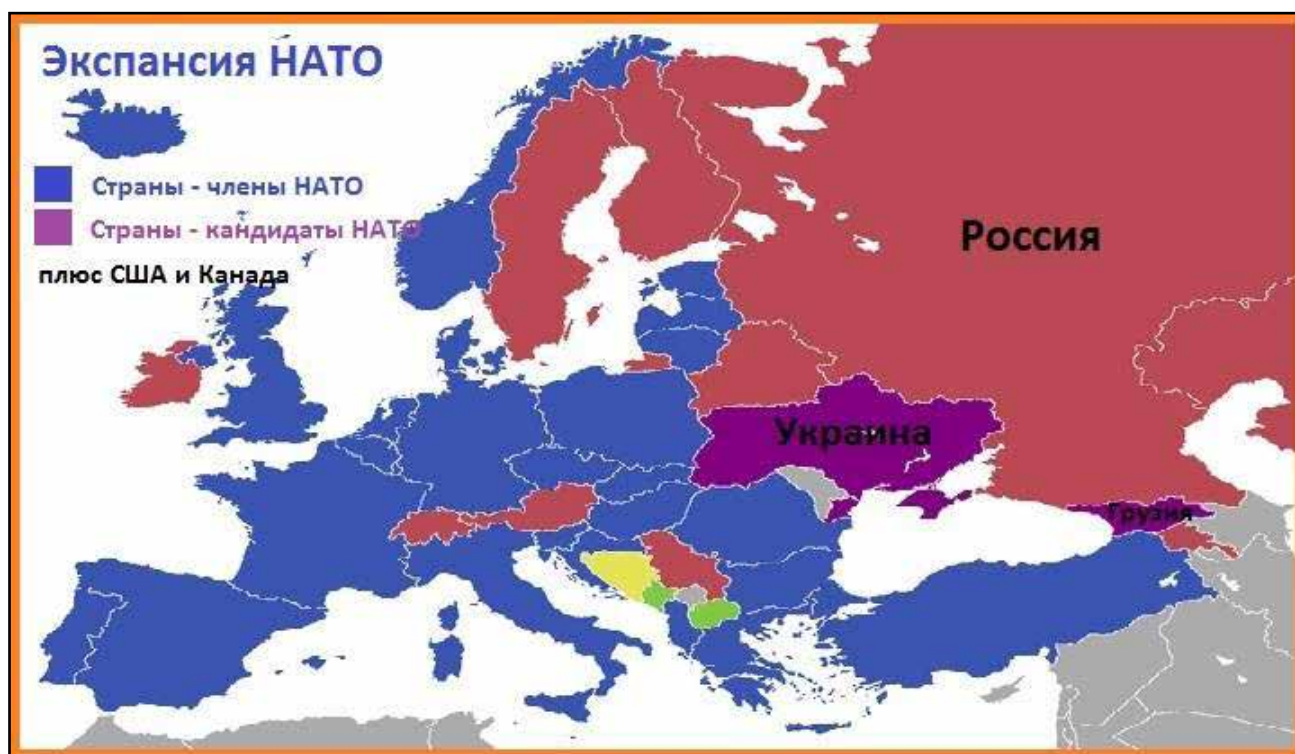 Экспансия НАТО
Страны - члены НАТО
Страны - кандидаты НАТО
плюс США и Канада
Россия
Украина
Грузия